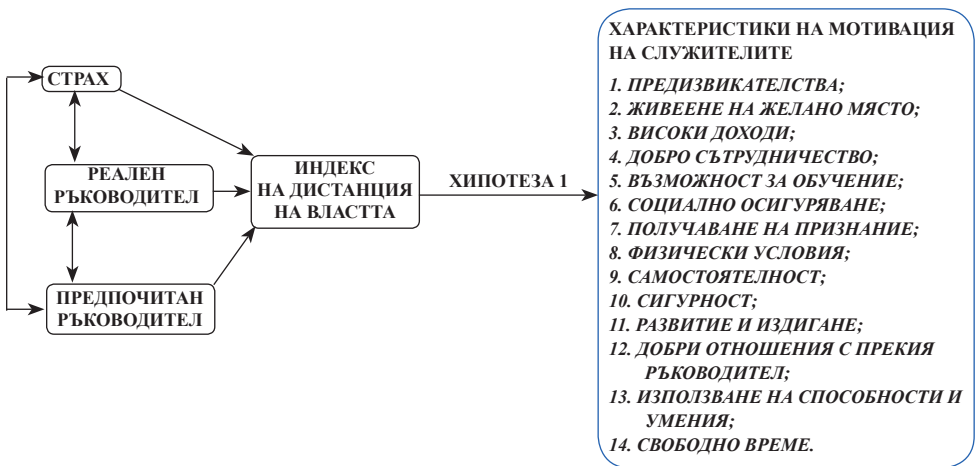 СТРАХ
РЕАЛЕН
РЪКОВОДИТЕЛ
ПРЕДПОЧИТАН
РЪКОВОДИТЕЛ
ИНДЕКС
НА ДИСТАНЦИЯ
НА ВЛАСТТА
ХИПОТЕЗА 1
ХАРАКТЕРИСТИКИ НА МОТИВАЦИЯ
НА СЛУЖИТЕЛИТЕ
1. ПРЕДИЗВИКАТЕЛСТВА;
2. ЖИВЕЕНЕ НА ЖЕЛАНО МЯСТО;
3. ВИСОКИ ДОХОДИ;
4. ДОБРО СЪТРУДНИЧЕСТВО;
5. ВЪЗМОЖНОСТ ЗА ОБУЧЕНИЕ;
6. СОЦИАЛНО ОСИГУРЯВАНЕ;
7. ПОЛУЧАВАНЕ НА ПРИЗНАНИЕ;
8. ФИЗИЧЕСКИ УСЛОВИЯ;
9. САМОСТОЯТЕЛНОСТ;
10. СИГУРНОСТ;
11. РАЗВИТИЕ И ИЗДИГАНЕ;
12. ДОБРИ ОТНОШЕНИЯ С ПРЕКИЯ
РЪКОВОДИТЕЛ;
13. ИЗПОЛЗВАНЕ НА СПОСОБНОСТИ И
УМЕНИЯ;
14. СВОБОДНО ВРЕМЕ.